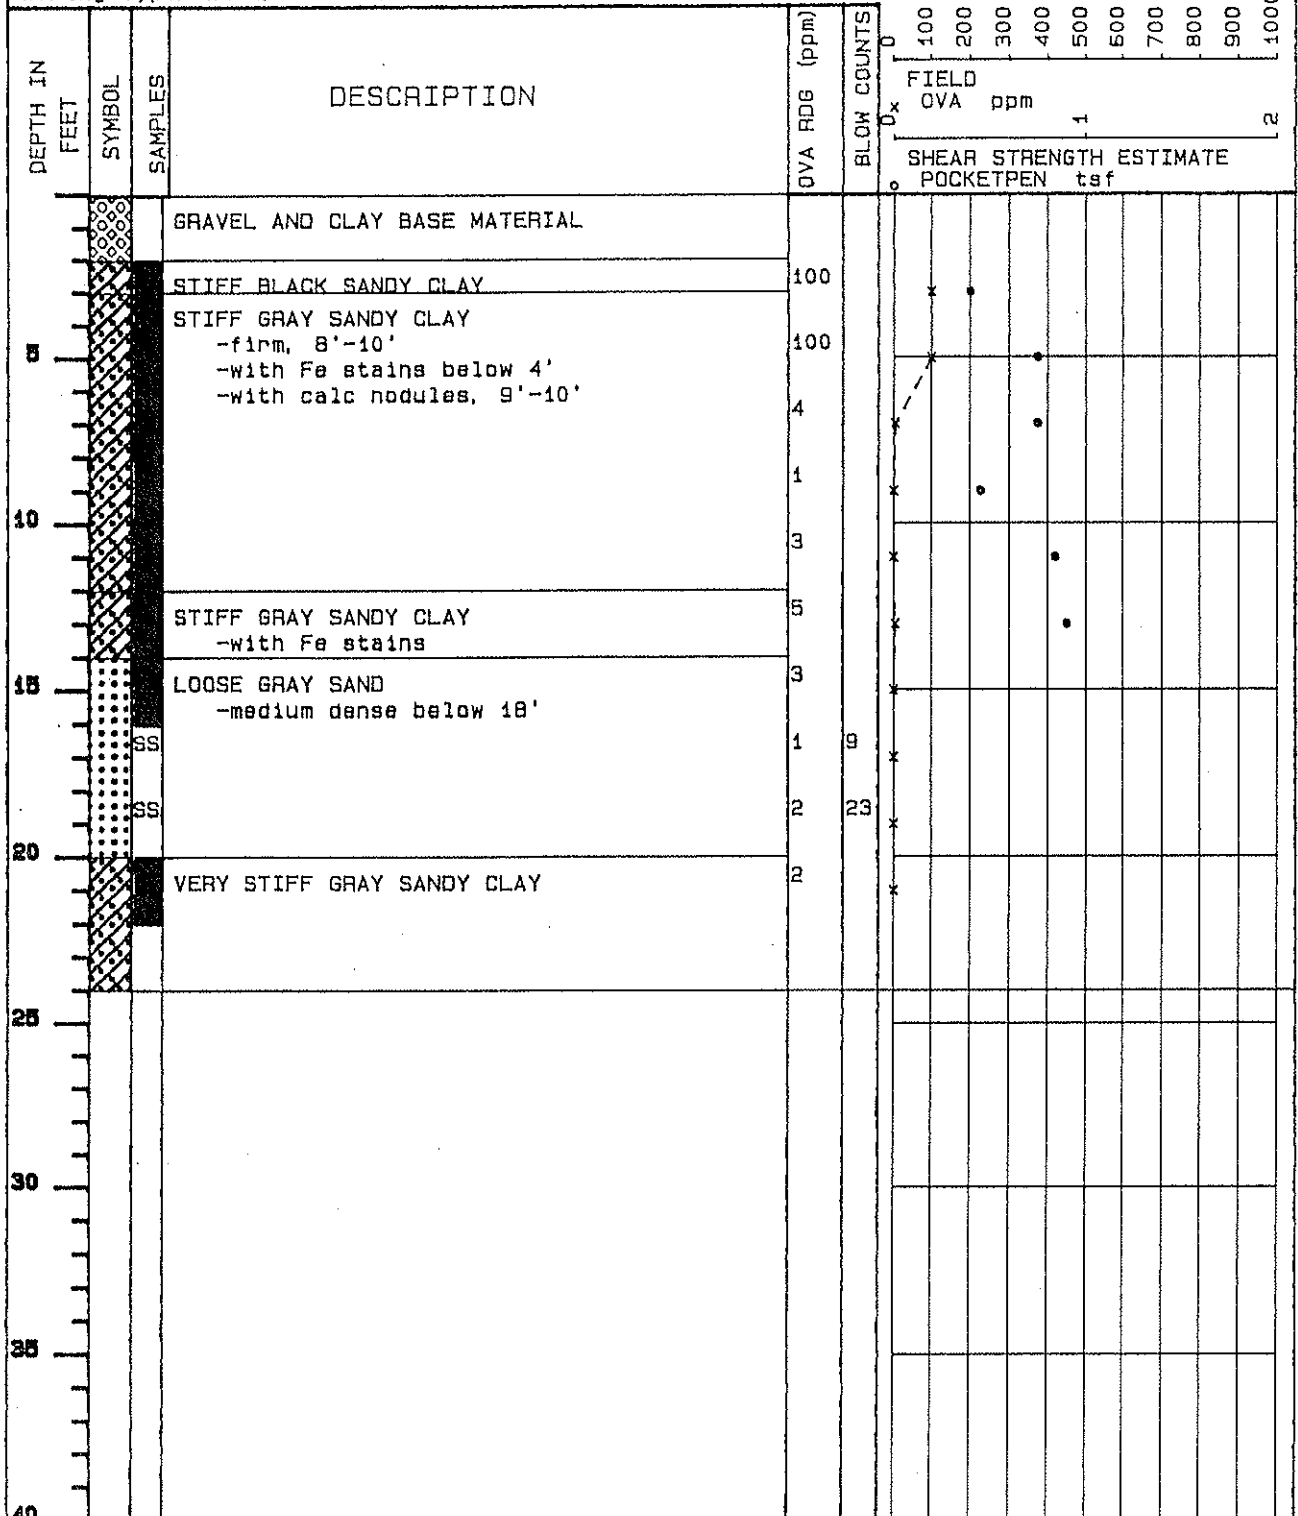 DEPTH IN FEET
SYMBOL
SAMPLES
DESCRIPTION
OVA RDG (ppm)
BLOW COUNTS
0 100 200 300 400 500 600 700 800 900 1000
FIELD
x OVA ppm
0 1 2
SHEAR STRENGTH ESTIMATE
o POCKETPEN tsf
GRAVEL AND CLAY BASE MATERIAL
STIFF BLACK SANDY CLAY
100
STIFF GRAY SANDY CLAY
-firm, 8'-10'
100
5
-with Fe stains below 4'
-with calc nodules, 9'-10'
4
1
10
3
STIFF GRAY SANDY CLAY
5
-with Fe stains
15
LOOSE GRAY SAND
3
-medium dense below 18'
SS
1
9
SS
2
23
20
VERY STIFF GRAY SANDY CLAY
2
25
30
35
40